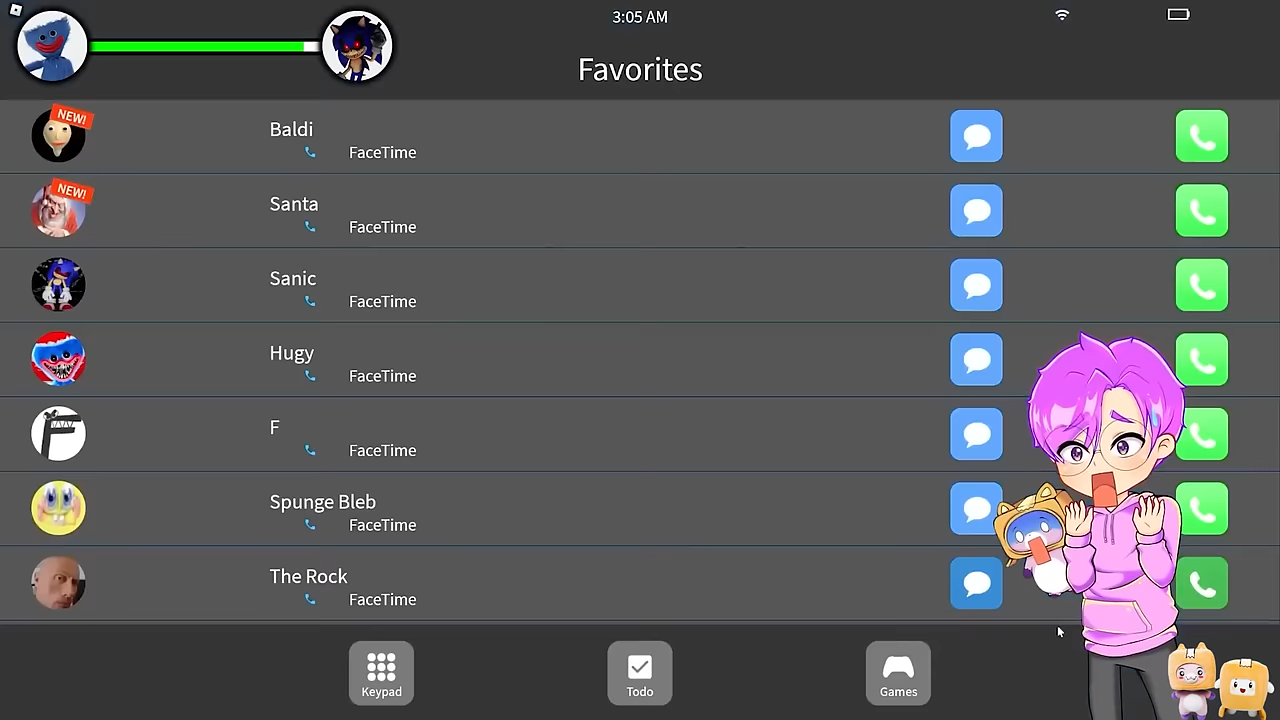 3:05 AM
Favorites
NEW!
Baldi
FaceTime
NEW!
Santa
FaceTime
Sanic
FaceTime
Hugy
FaceTime
F
F
FaceTime
Spunge Bleb
FaceTime
The Rock
FaceTime
Keypad
Todo
Games